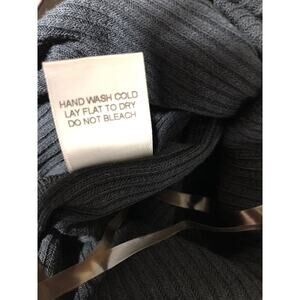 HAND WASH COLD
LAY FLAT TO DRY
DO NOT BLEACH